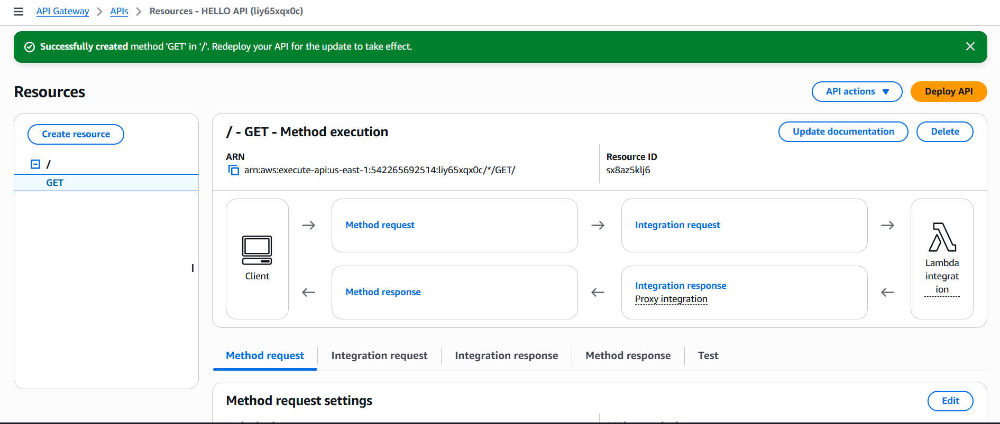 API Gateway > APIs > Resources - HELLO API (liy65xqx0c)
Successfully created method 'GET' in '/'. Redeploy your API for the update to take effect.
Resources
API actions
Deploy API
Create resource
/
GET
/ - GET - Method execution
Update documentation
Delete
ARN
arn:aws:execute-api:us-east-1:542265692514:liy65xqx0c/*/GET/
Resource ID
sx8az5klj6
Client
Method request
Integration request
Method response
Integration response
Proxy integration
Lambda
integrat
ion
Method request
Integration request
Integration response
Method response
Test
Method request settings
Edit